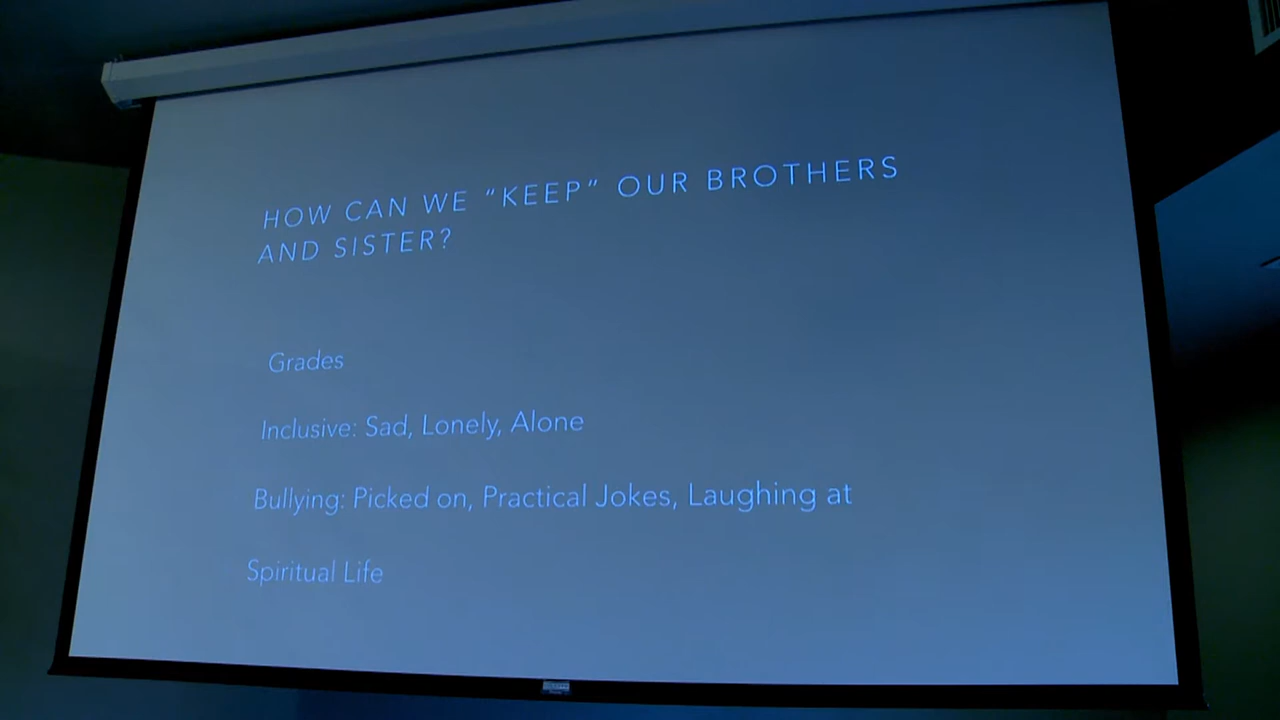 HOW CAN WE “KEEP” OUR BROTHERS
AND SISTER?
Grades
Inclusive: Sad, Lonely, Alone
Bullying: Picked on, Practical Jokes, Laughing at
Spiritual Life